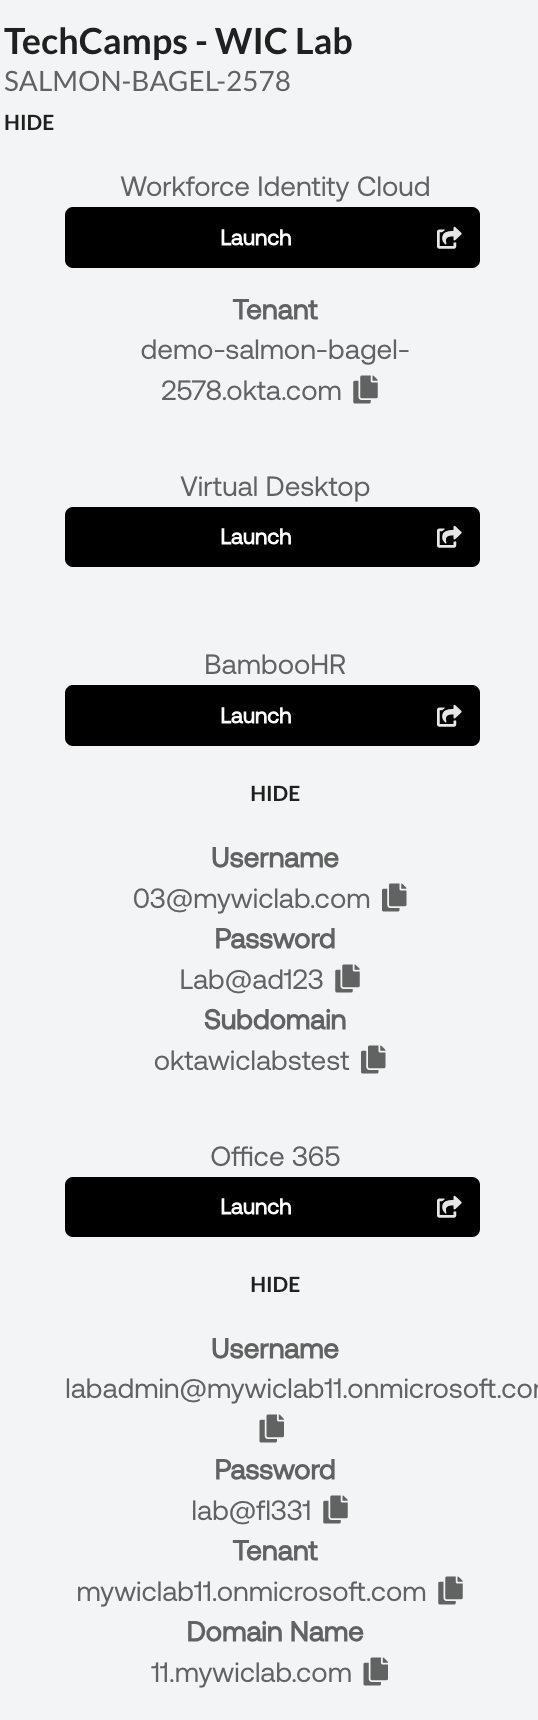 TechCamps - WIC Lab
SALMON-BAGEL-2578
HIDE
Workforce Identity Cloud
Launch
Tenant
demo-salmon-bagel-
2578.okta.com
Virtual Desktop
Launch
BambooHR
Launch
HIDE
Username
03@mywiclab.com
Password
Lab@ad123
Subdomain
oktawiclabstest
Office 365
Launch
HIDE
Username
labadmin@mywiclab11.onmicrosoft.co
Password
lab@fl331
Tenant
mywiclab11.onmicrosoft.com
Domain Name
11.mywiclab.com